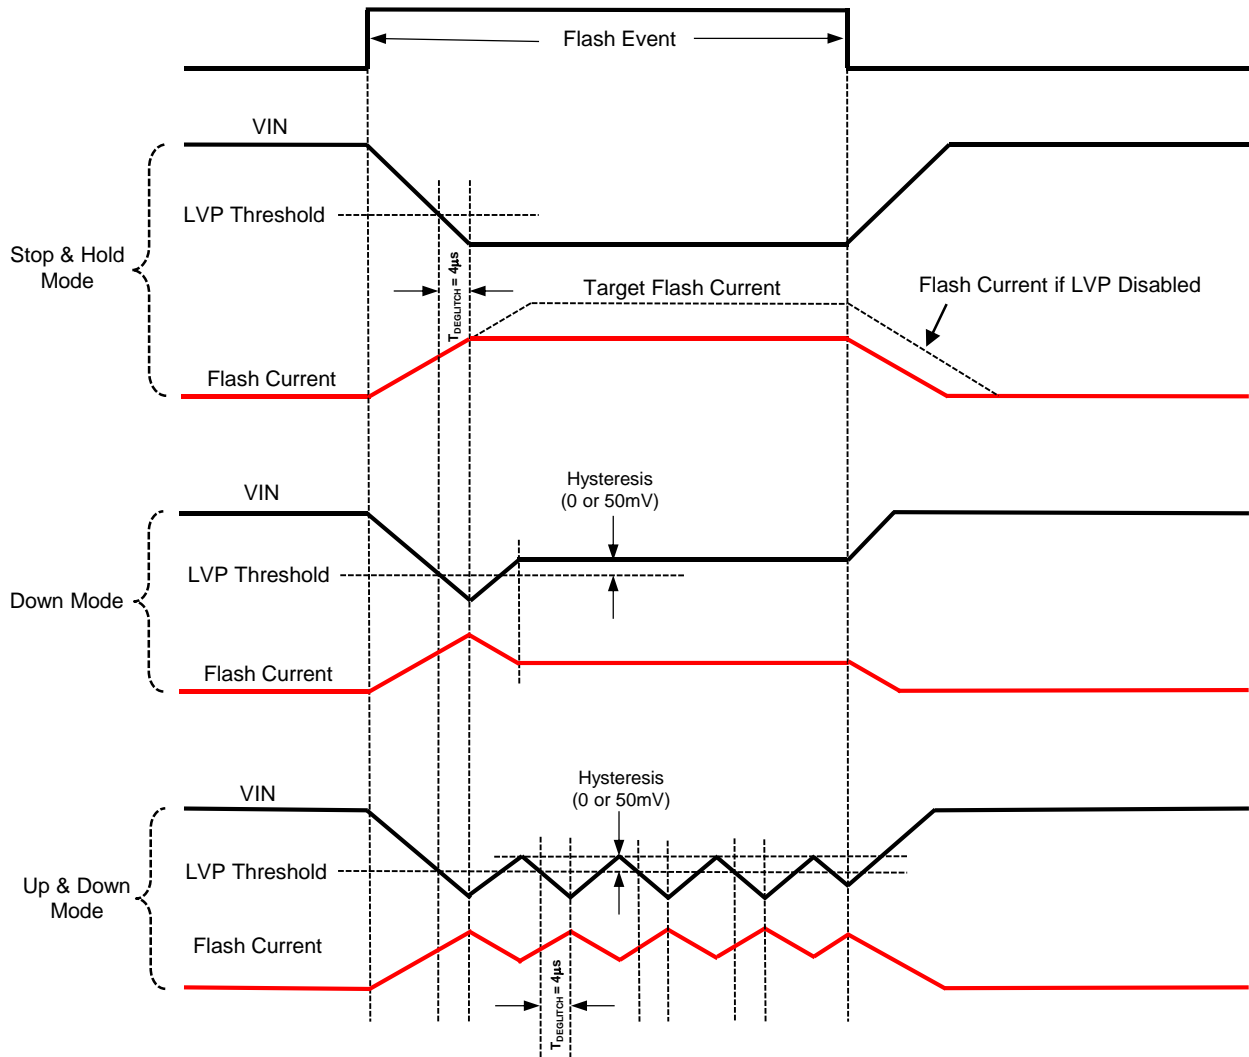 Flash Event
VIN
LVP Threshold
Stop & Hold
Mode
TDEGLITCH = 4µs
Target Flash Current
Flash Current if LVP Disabled
Flash Current
Hysteresis
(0 or 50mV)
VIN
LVP Threshold
Down Mode
Flash Current
Hysteresis
(0 or 50mV)
VIN
LVP Threshold
Up & Down
Mode
Flash Current
TDEGLITCH = 4µs